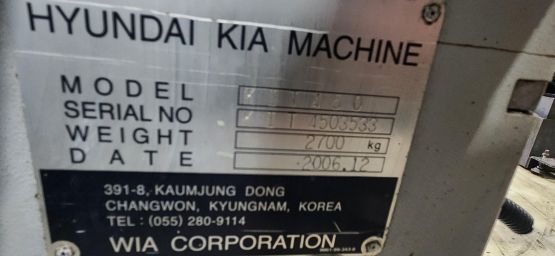 HYUNDAI KIA MACHINE
MODEL
SERIAL NO 4503533
WEIGHT 2700 kg
DATE 2006.12
391-8, KAUMJUNG DONG
CHANGWON, KYUNGNAM, KOREA
TEL : (055) 280-9114
WIA CORPORATION